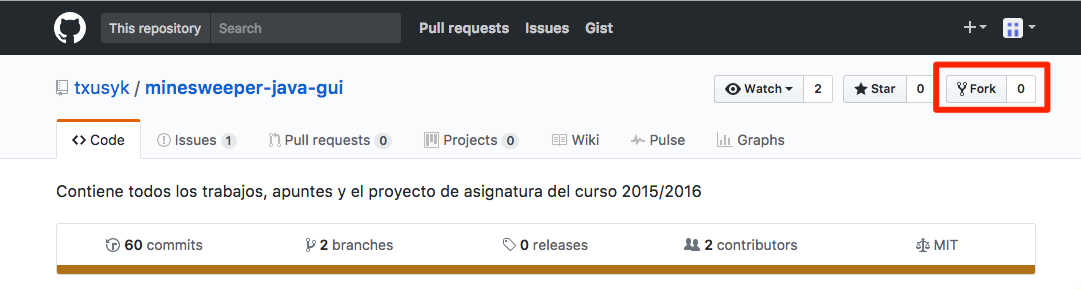 This repository Search Pull requests Issues Gist
txusyk / minesweeper-java-gui Watch 2 Star 0 Fork 0
Code Issues 1 Pull requests 0 Projects 0 Wiki Pulse Graphs
Contiene todos los trabajos, apuntes y el proyecto de asignatura del curso 2015/2016
60 commits 2 branches 0 releases 2 contributors MIT